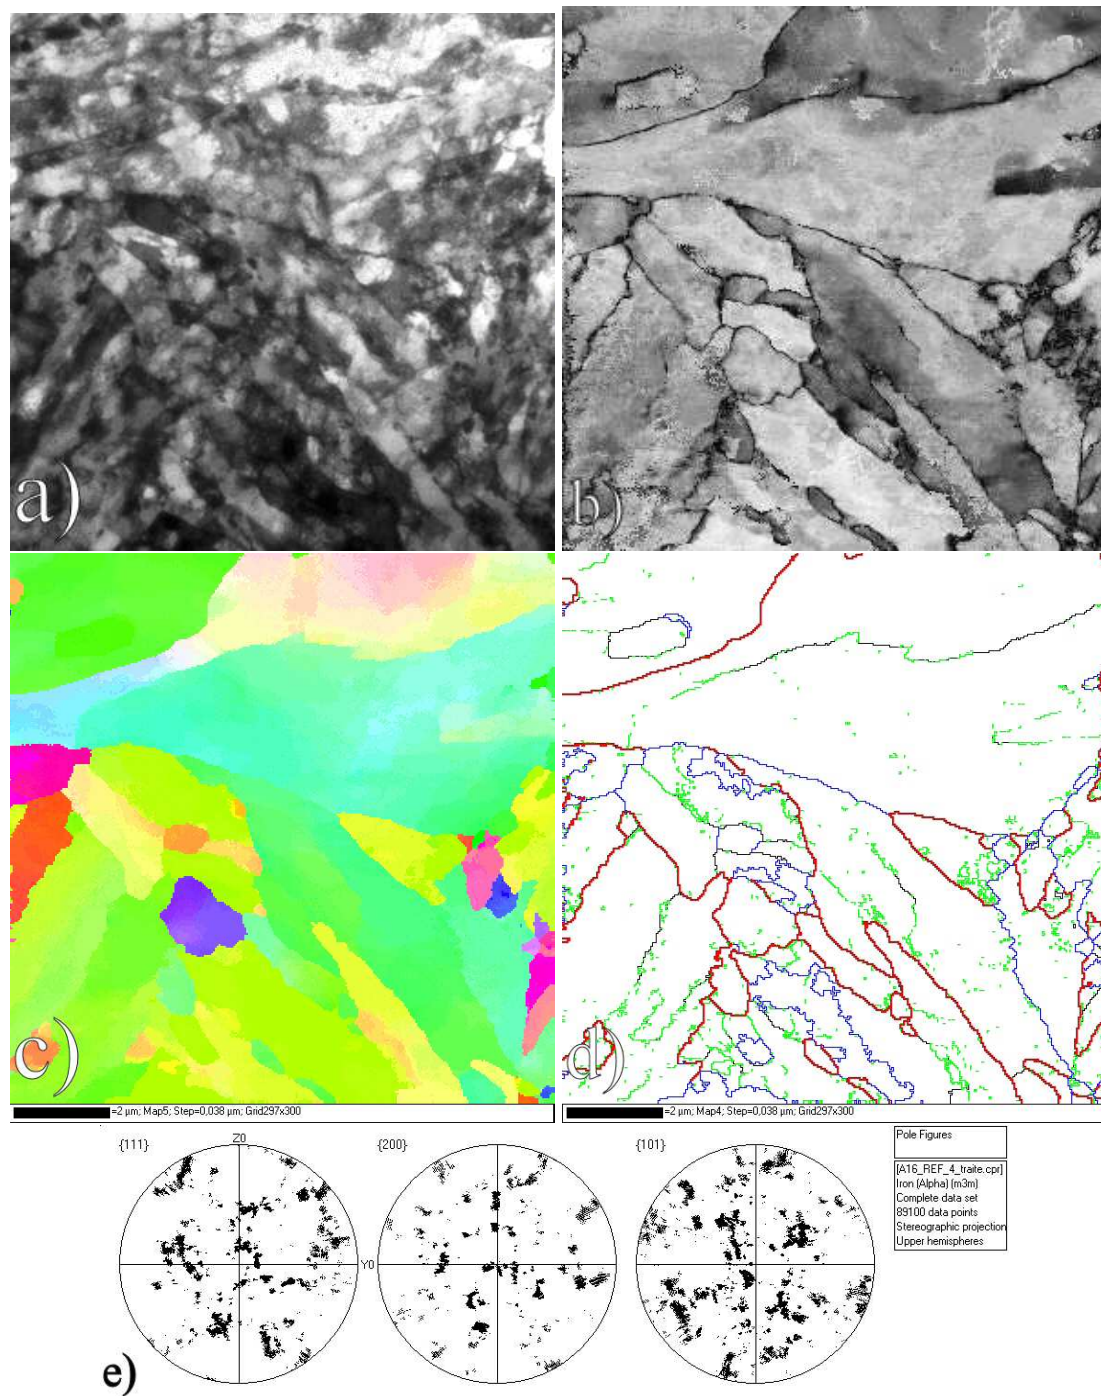 a)
b)
c)
d)
=2 µm; Map5; Step=0,038 µm; Grid297x300
=2 µm; Map4; Step=0,038 µm; Grid297x300
{111}
Z0
{200}
{101}
Y0
Pole Figures
[A16_REF_4_traite.cpr]
Iron (Alpha) (m3m)
Complete data set
89100 data points
Stereographic projection
Upper hemispheres
e)